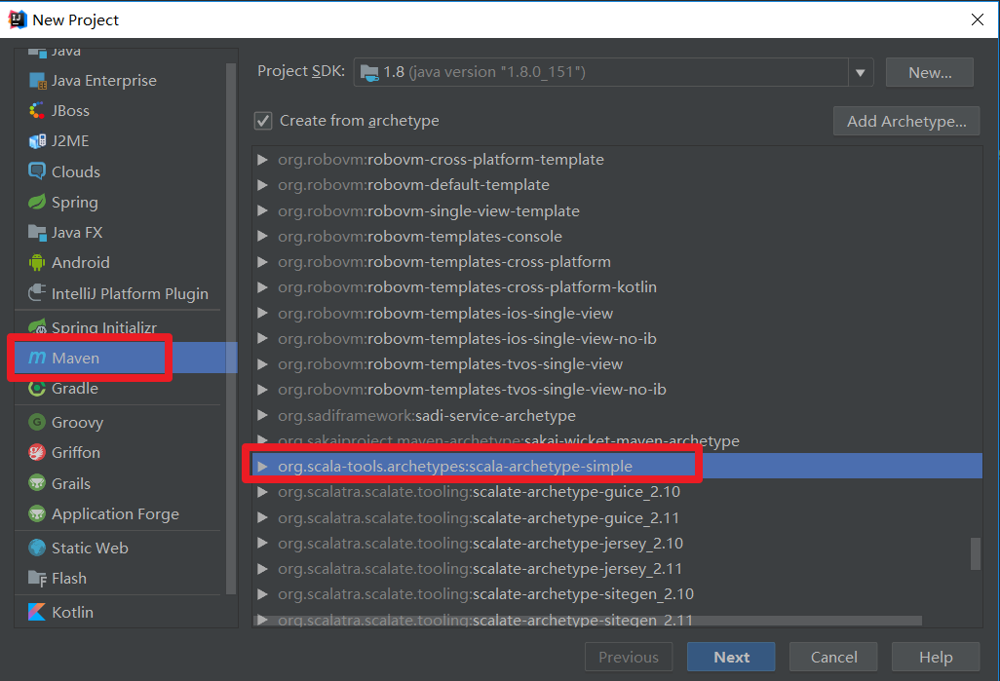 New Project
Java
Java Enterprise
JBoss
J2ME
Clouds
Spring
Java FX
Android
IntelliJ Platform Plugin
Spring Initializr
Maven
Gradle
Groovy
Griffon
Grails
Application Forge
Static Web
Flash
Kotlin
Project SDK: 1.8 (java version "1.8.0_151") New...
Create from archetype Add Archetype...
org.robovm:robovm-cross-platform-template
org.robovm:robovm-default-template
org.robovm:robovm-single-view-template
org.robovm:robovm-templates-console
org.robovm:robovm-templates-cross-platform
org.robovm:robovm-templates-cross-platform-kotlin
org.robovm:robovm-templates-ios-single-view
org.robovm:robovm-templates-ios-single-view-no-ib
org.robovm:robovm-templates-tvos-single-view
org.robovm:robovm-templates-tvos-single-view-no-ib
org.sadiframework:sadi-service-archetype
org.sakaiproject.maven-archetype:sakai-wicket-maven-archetype
org.scala-tools.archetypes:scala-archetype-simple
org.scalatra.scalate.tooling:scalate-archetype-guice_2.10
org.scalatra.scalate.tooling:scalate-archetype-guice_2.11
org.scalatra.scalate.tooling:scalate-archetype-jersey_2.10
org.scalatra.scalate.tooling:scalate-archetype-jersey_2.11
org.scalatra.scalate.tooling:scalate-archetype-sitegen_2.10
org.scalatra.scalate.tooling:scalate-archetype-sitegen_2.11
Previous Next Cancel Help